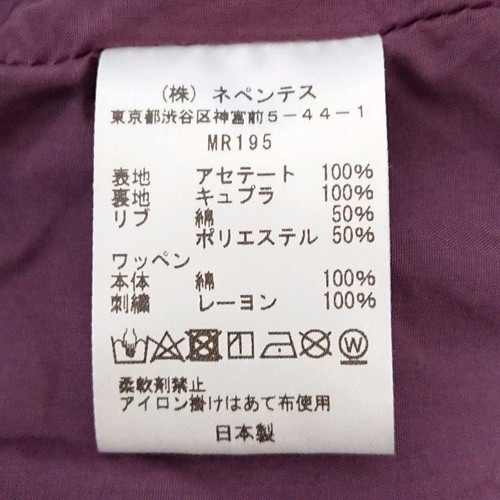 (株) ネペンテス
東京都渋谷区神宮前5-44-1
MR195
表地 アセテート 100%
裏地 キュプラ 100%
リブ 綿 50%
ポリエステル 50%
ワッペン
本体 綿 100%
刺繍 レーヨン 100%
W
柔軟剤禁止
アイロン掛けはあて布使用
日本製